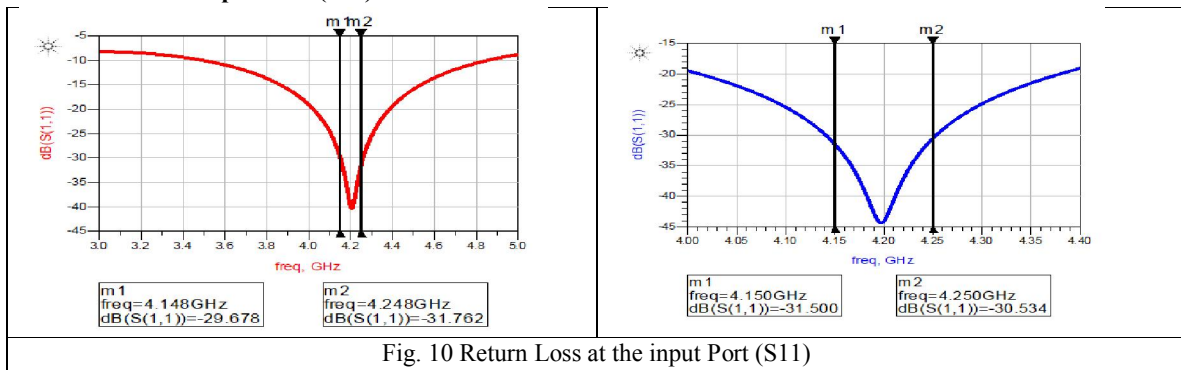 m1 m2
-5
-10
-15
-20
-25
-30
-35
-40
-45
dB(S(1,1))
3.0 3.2 3.4 3.6 3.8 4.0 4.2 4.4 4.6 4.8 5.0
freq, GHz
m1
freq=4.148GHz
dB(S(1,1))=-29.678
m2
freq=4.248GHz
dB(S(1,1))=-31.762
m1 m2
-15
-20
-25
-30
-35
-40
-45
dB(S(1,1))
4.00 4.05 4.10 4.15 4.20 4.25 4.30 4.35 4.40
freq, GHz
m1
freq=4.150GHz
dB(S(1,1))=-31.500
m2
freq=4.250GHz
dB(S(1,1))=-30.534
Fig. 10 Return Loss at the input Port (S11)